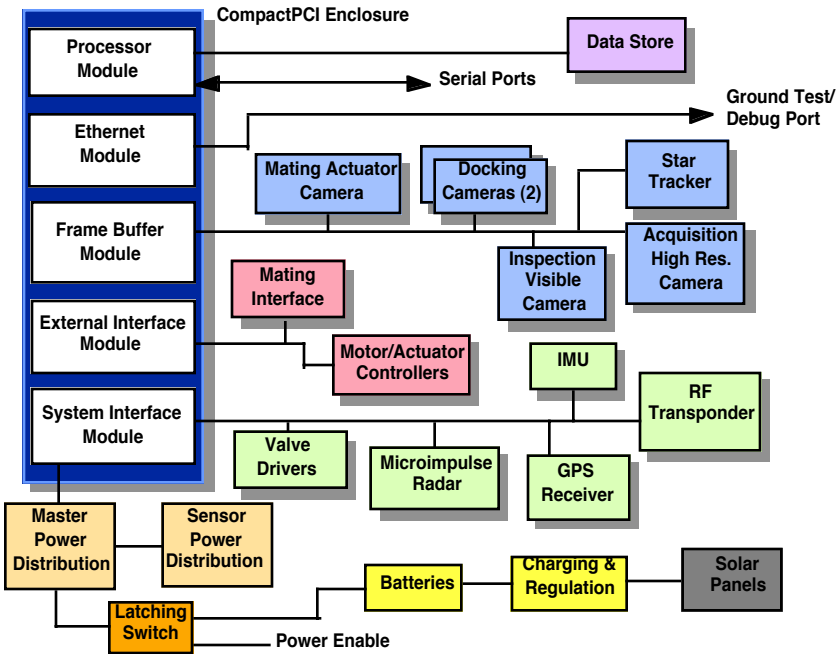 CompactPCI Enclosure
Processor
Module
Data Store
Serial Ports
Ground Test/
Debug Port
Ethernet
Module
Mating Actuator
Camera
Docking
Cameras (2)
Star
Tracker
Frame Buffer
Module
Inspection
Visible
Camera
Acquisition
High Res.
Camera
Mating
Interface
External Interface
Module
Motor/Actuator
Controllers
IMU
RF
Transponder
System Interface
Module
Valve
Drivers
Microimpulse
Radar
GPS
Receiver
Master
Power
Distribution
Sensor
Power
Distribution
Batteries
Charging &
Regulation
Solar
Panels
Latching
Switch
Power Enable